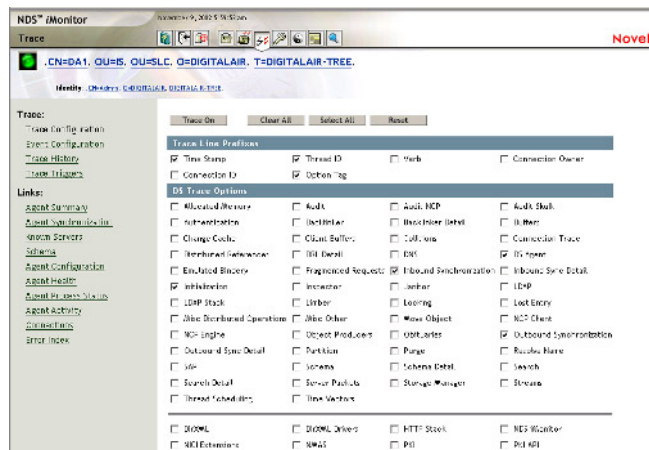 NDS™ iMonitor
Trace
Novel
.CN=DA1. OU=IS. OU=SLC. O=DIGITALAIR. T=DIGITALAIR-TREE.
Identity
Trace:
Trace Configuration
Event Configuration
Trace History
Trace Triggers
Links:
Agent Summary
Agent Synchronization
Known Servers
Schema
Agent Configuration
Agent Health
Agent Process Status
Agent Activity
Connections
Error Index
Trace On Clear All Select All Reset
Trace Line Prefixes
Time Stamp Thread ID Verb Connection Owner
Connection ID Option Tag
DS Trace Options
Allocated Memory Audit Audit NCP Audit Skulk
Authentication Backlinker Backlinker Detail Buffers
Change Cache Client Buffers Collisions Connection Trace
Distributed Referencer DRL Detail DNS DS Agent
Emulated Bindery Fragmented Requests Inbound Synchronization Inbound Sync Detail
Initialization Inspector Janitor LDAP
LDAP Stack Limber Locking Lost Entry
Misc Distributed Operations Misc Other Move Object NCP Client
NCP Engine Object Producers Obituaries Outbound Synchronization
Outbound Sync Detail Partition Purge Resolve Name
SAP Schema Schema Detail Search
Search Detail Server Packets Storage Manager Streams
Thread Scheduling Time Vectors
DirXML DirXML Drivers HTTP Stack NDS iMonitor
NICI Extensions NMAS PKI PKI API